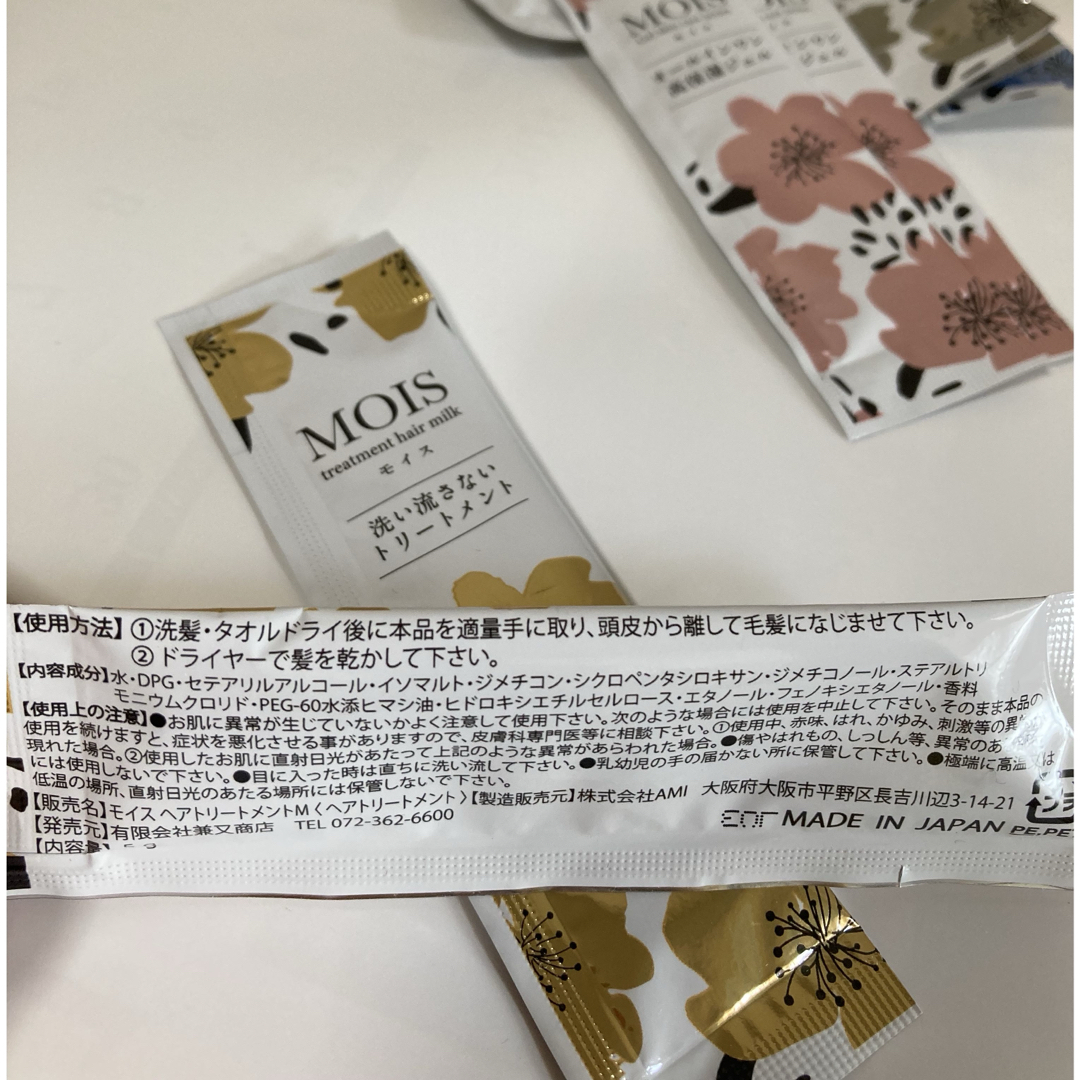 MOIS
モイス
オールインワン
高保湿ジェル
MOIS
treatment hair milk
モイス
洗い流さない
トリートメント
【使用方法】①洗髪・タオルドライ後に本品を適量手に取り、頭皮から離して毛髪になじませて下さい。
② ドライヤーで髪を乾かして下さい。
【内容成分】水・DPG・セテアリルアルコール・イソマルト・ジメチコン・シクロペンタシロキサン・ジメチコノール・ステアルトリ
モニウムクロリド・PEG-60水添ヒマシ油・ヒドロキシエチルセルロース・エタノール・フェノキシエタノール・香料
【使用上の注意】●お肌に異常が生じていないかよく注意して使用下さい。次のような場合には使用を中止して下さい。そのまま本品の
使用を続けますと、症状を悪化させる事がありますので、皮膚科専門医等に相談下さい。①使用中、赤味、はれ、かゆみ、刺激等の異常が
現れた場合。②使用したお肌に直射日光があたって上記のような異常があらわれた場合。●傷やはれもの、しっしん等、異常のある
には使用しないで下さい。●目に入った時は直ちに洗い流して下さい。●乳幼児の手の届かない所に保管して下さい。●極端に高温又は
低温の場所、直射日光のあたる場所には保管しないで下さい。
【販売名】モイス ヘアトリートメントM〈ヘアトリートメント〉【製造販売元】株式会社AMI 大阪府大阪市平野区長吉川辺3-14-21
【発売元】有限会社兼又商店 TEL 072-362-6600 MADE IN JAPAN PE,PET
【内容量】
プラ